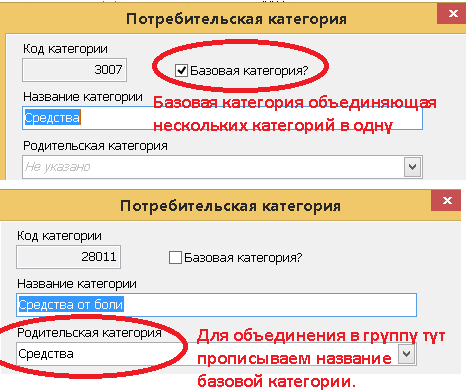 Потребительская категория
Код категории
3007
Базовая категория?
Название категории
Средства
Базовая категория объединяющая
нескольких категорий в одну
Родительская категория
Не указано
Потребительская категория
Код категории
28011
Базовая категория?
Название категории
Средства от боли
Родительская категория
Средства
Для объединения в группу тут
прописываем название
базовой категории.